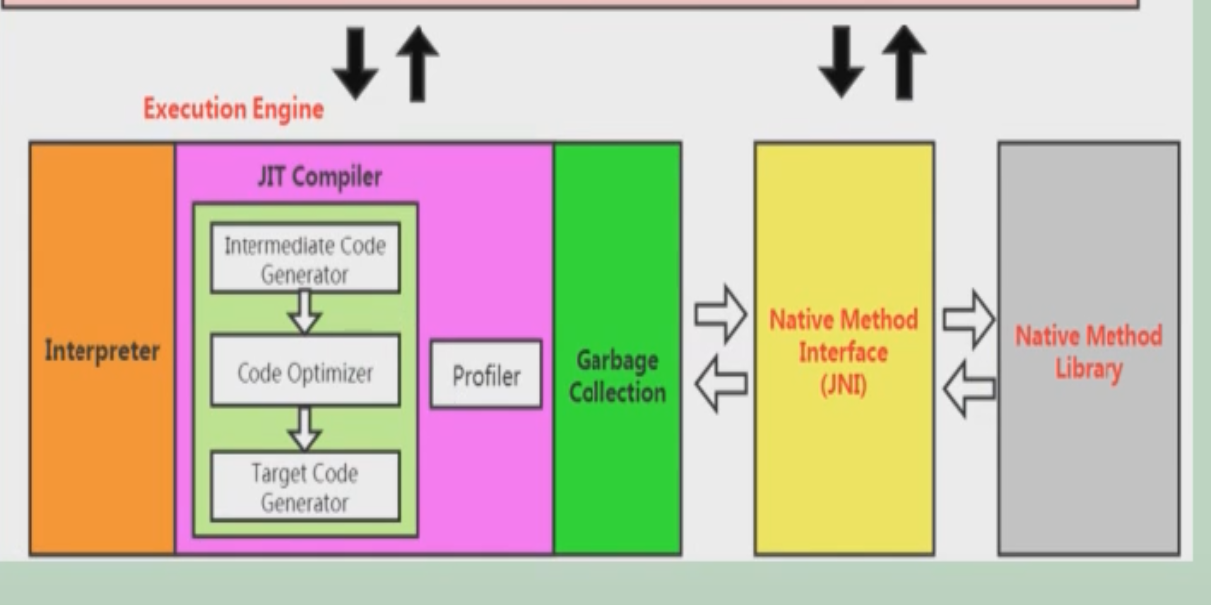 Execution Engine
JIT Compiler
Intermediate Code
Generator
Interpreter
Code Optimizer
Profiler
Target Code
Generator
Garbage
Collection
Native Method
Interface
(JNI)
Native Method
Library